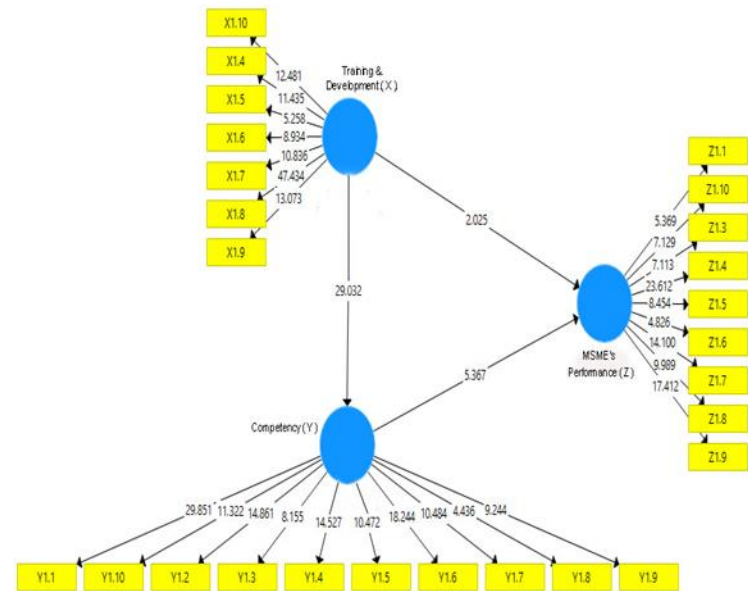 X1.10
X1.4
X1.5
X1.6
X1.7
X1.8
X1.9
Training &
Development (X)
12.481
11.435
5.258
8.934
10.836
47.434
13.073
2.025
29.032
5.367
Z1.1
Z1.10
Z1.3
Z1.4
Z1.5
Z1.6
Z1.7
Z1.8
Z1.9
5.369
7.129
7.113
23.612
8.454
4.826
14.100
9.989
17.412
MSME's
Performance (Z)
Competency (Y)
29.851
11.322
14.861
8.155
14.527
10.472
18.244
10.484
4.436
9.244
Y1.1
Y1.10
Y1.2
Y1.3
Y1.4
Y1.5
Y1.6
Y1.7
Y1.8
Y1.9